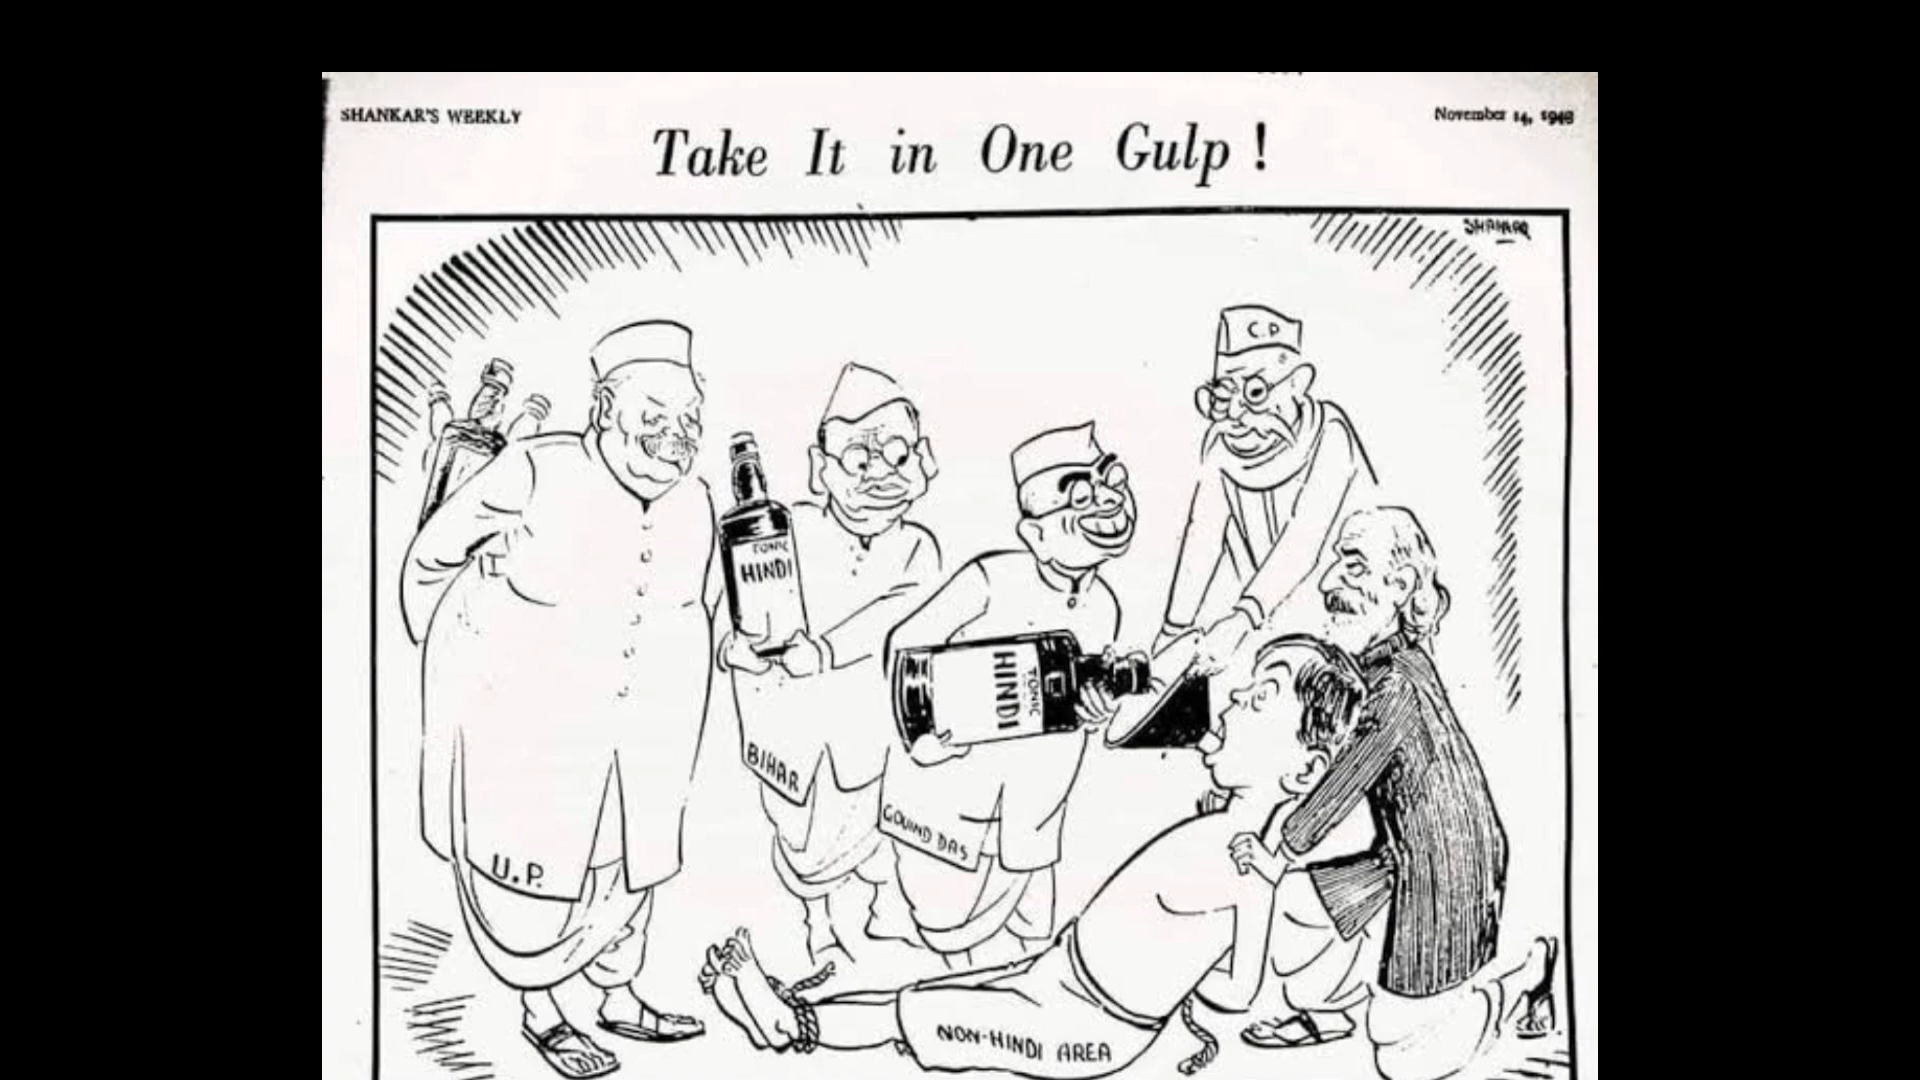 SHANKAR'S WEEKLY
November 14, 1948
Take It in One Gulp !
SHANKAR
C.P
TONIC
HINDI
TONIC
HINDI
BIHAR
GOVIND DAS
U.P.
NON-HINDI AREA